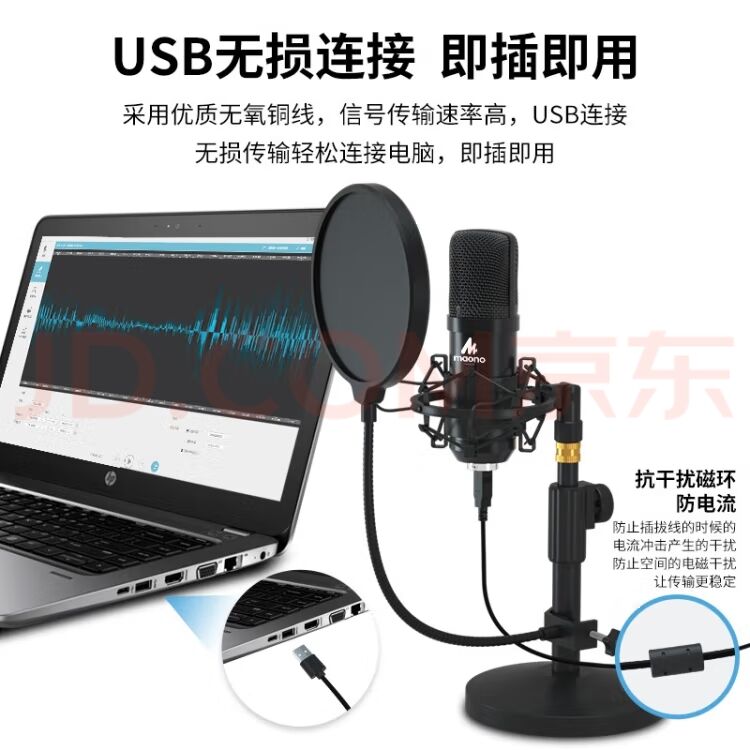 USB无损连接 即插即用
采用优质无氧铜线，信号传输速率高，USB连接
无损传输轻松连接电脑，即插即用
maono
JD.COM京东
hp
抗干扰磁环
防电流
防止插拔线的时候的
电流冲击产生的干扰
防止空间的电磁干扰
让传输更稳定